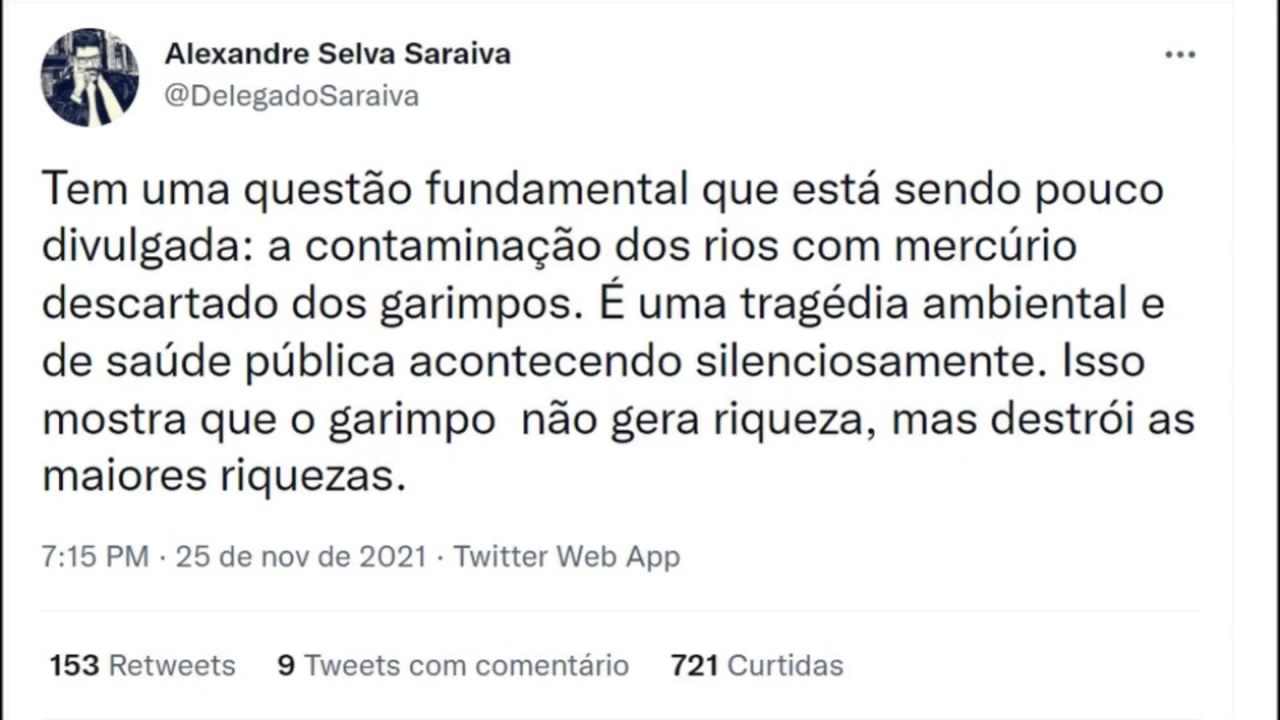 Alexandre Selva Saraiva
@DelegadoSaraiva
Tem uma questão fundamental que está sendo pouco
divulgada: a contaminação dos rios com mercúrio
descartado dos garimpos. É uma tragédia ambiental e
de saúde pública acontecendo silenciosamente. Isso
mostra que o garimpo  não gera riqueza, mas destrói as
maiores riquezas.
7:15 PM · 25 de nov de 2021 · Twitter Web App
153 Retweets 9 Tweets com comentário 721 Curtidas